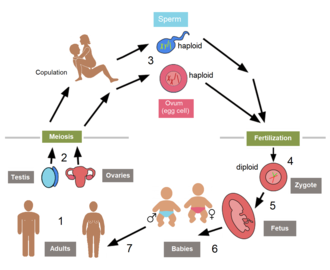 Sperm
haploid
3
Copulation
haploid
Ovum
(egg cell)
Meiosis
Fertilization
2
Testis
Ovaries
diploid
4
Zygote
5
1
♂
♀
Fetus
Adults
7
Babies
6